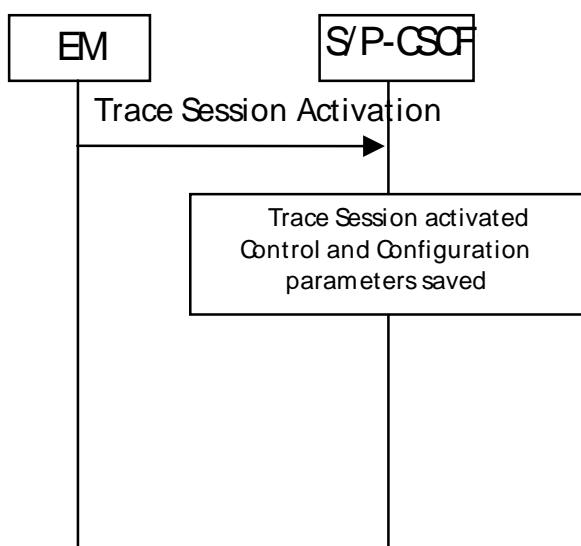 EM
S/P-CSCF
Trace Session Activation
Trace Session activated
Control and Configuration
parameters saved